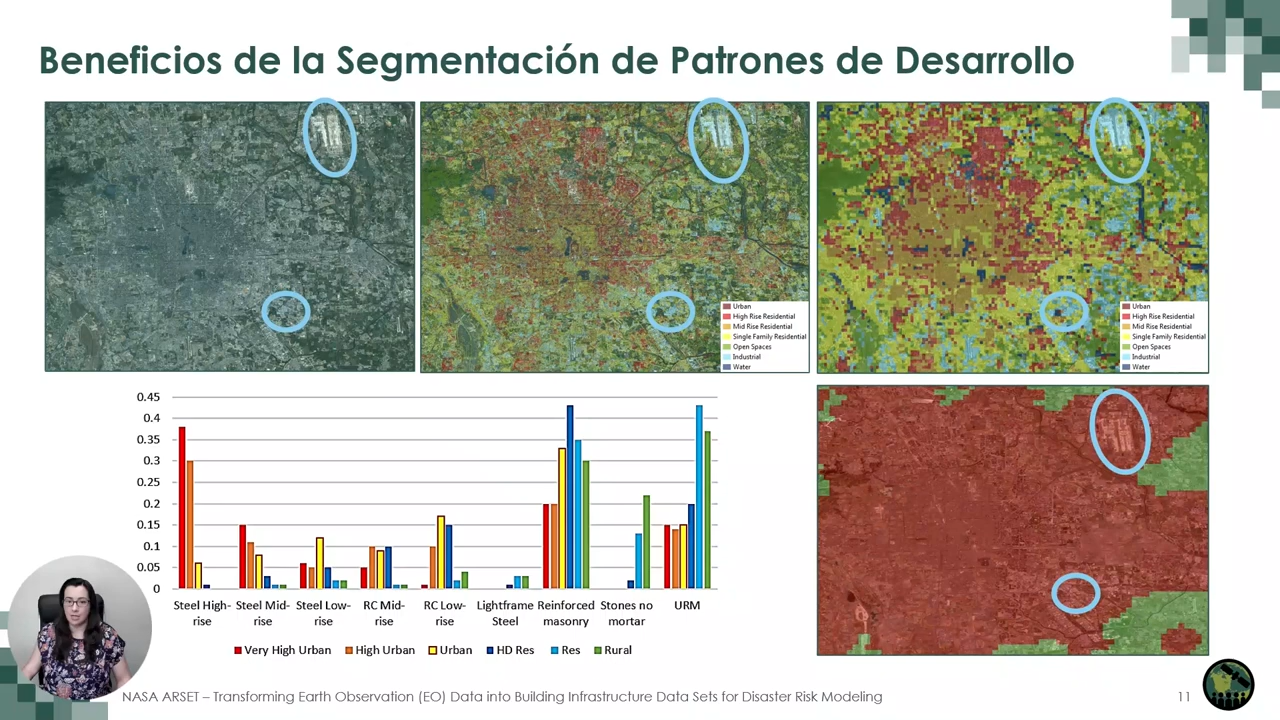 Beneficios de la Segmentación de Patrones de Desarrollo
Urban
High Rise Residential
Mid Rise Residential
Single Family Residential
Open Spaces
Industrial
Water
Urban
High Rise Residential
Mid Rise Residential
Single Family Residential
Open Spaces
Industrial
Water
0.45
0.4
0.35
0.3
0.25
0.2
0.15
0.1
0.05
0
Steel High-rise
Steel Mid-rise
Steel Low-rise
RC Mid-rise
RC Low-rise
Lightframe Steel
Reinforced masonry
Stones no mortar
URM
Very High Urban High Urban Urban HD Res Res Rural
NASA ARSET – Transforming Earth Observation (EO) Data into Building Infrastructure Data Sets for Disaster Risk Modeling
11